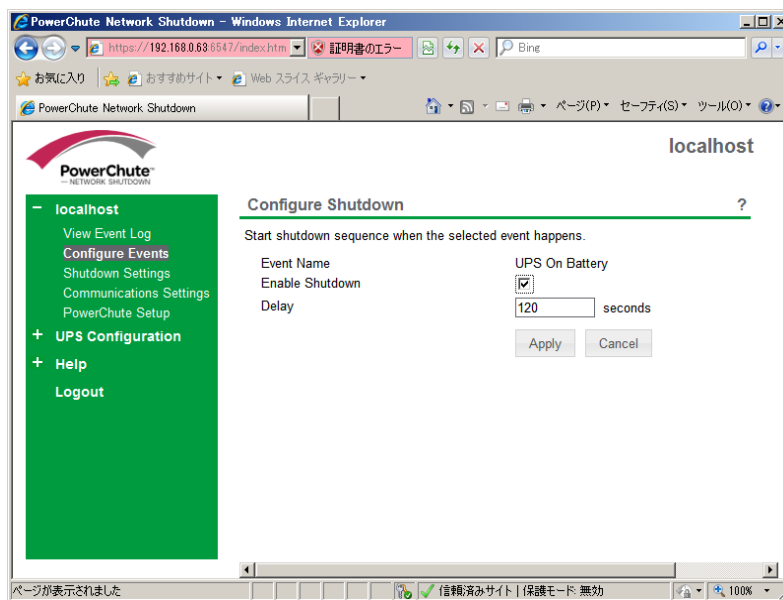 PowerChute Network Shutdown - Windows Internet Explorer
https://192.168.0.63:6547/index.htm
証明書のエラー
Bing
お気に入り
おすすめサイト
Web スライス ギャラリー
PowerChute Network Shutdown
ページ(P)
セーフティ(S)
ツール(O)
PowerChute™
NETWORK SHUTDOWN
localhost
− localhost
View Event Log
Configure Events
Shutdown Settings
Communications Settings
PowerChute Setup
+ UPS Configuration
+ Help
Logout
Configure Shutdown ?
Start shutdown sequence when the selected event happens.
Event Name UPS On Battery
Enable Shutdown
Delay 120 seconds
Apply Cancel
ページが表示されました
信頼済みサイト | 保護モード: 無効
100%